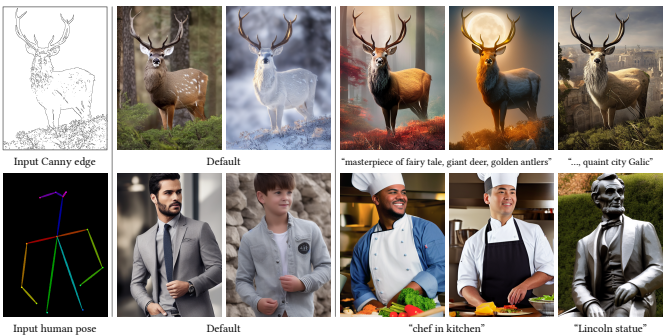 Input Canny edge
Default
“masterpiece of fairy tale, giant deer, golden antlers”
“..., quaint city Galic”
Input human pose
Default
“chef in kitchen”
“Lincoln statue”